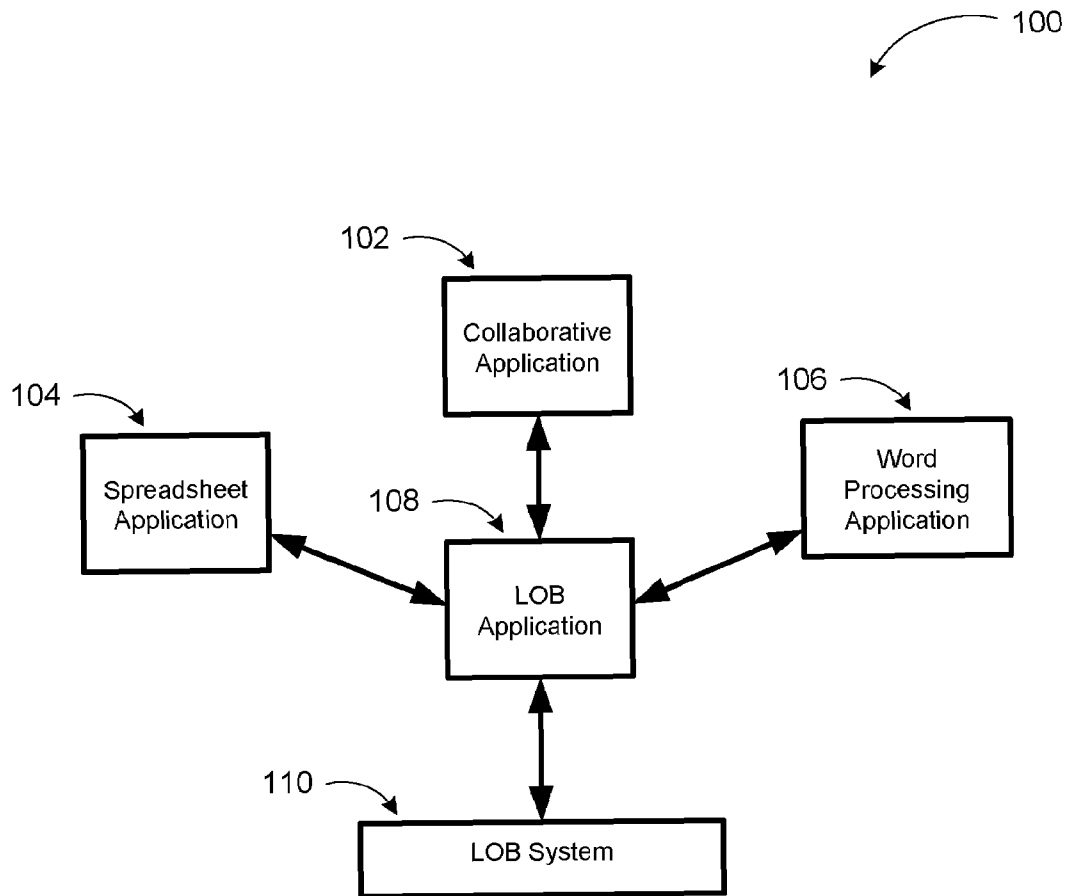 100
102
Collaborative
Application
104
Spreadsheet
Application
106
Word
Processing
Application
108
LOB
Application
110
LOB System